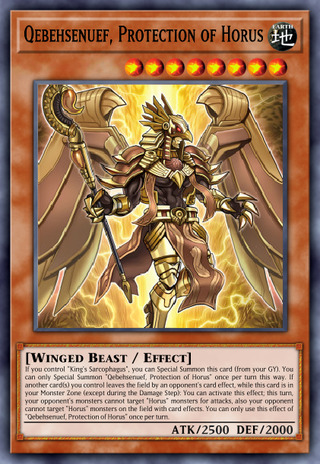 Qebehsenuef, Protection of Horus
EARTH
地
[Winged Beast / Effect]
If you control "King's Sarcophagus", you can Special Summon this card (from your GY). You
can only Special Summon "Qebehsenuef, Protection of Horus" once per turn this way. If
another card(s) you control leaves the field by an opponent's card effect, while this card is
in your Monster Zone (except during the Damage Step): You can activate this effect; this turn,
your opponent's monsters cannot target "Horus" monsters for attacks, also your opponent
cannot target "Horus" monsters on the field with card effects. You can only use this effect of
"Qebehsenuef, Protection of Horus" once per turn.
ATK/2500 DEF/2000